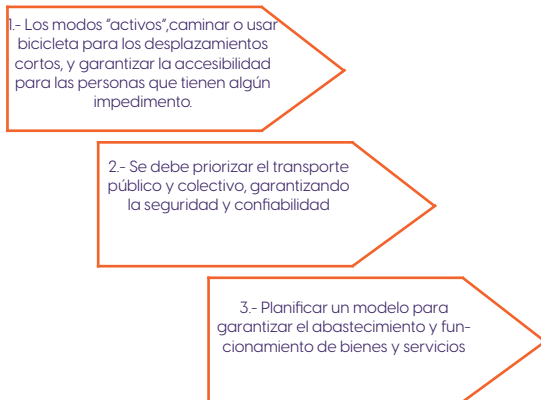 1.- Los modos “activos”,caminar o usar
bicicleta para los desplazamientos
cortos, y garantizar la accesibilidad
para las personas que tienen algún
impedimento.
2.- Se debe priorizar el transporte
público y colectivo, garantizando
la seguridad y confiabilidad
3.- Planificar un modelo para
garantizar el abastecimiento y fun-
cionamiento de bienes y servicios